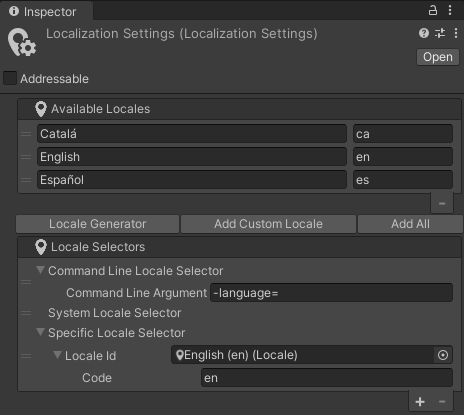 Inspector
Localization Settings (Localization Settings)
Open
Addressable
Available Locales
Catalá ca
English en
Español es
Locale Generator Add Custom Locale Add All
Locale Selectors
Command Line Locale Selector
Command Line Argument -language=
System Locale Selector
Specific Locale Selector
Locale Id English (en) (Locale)
Code en